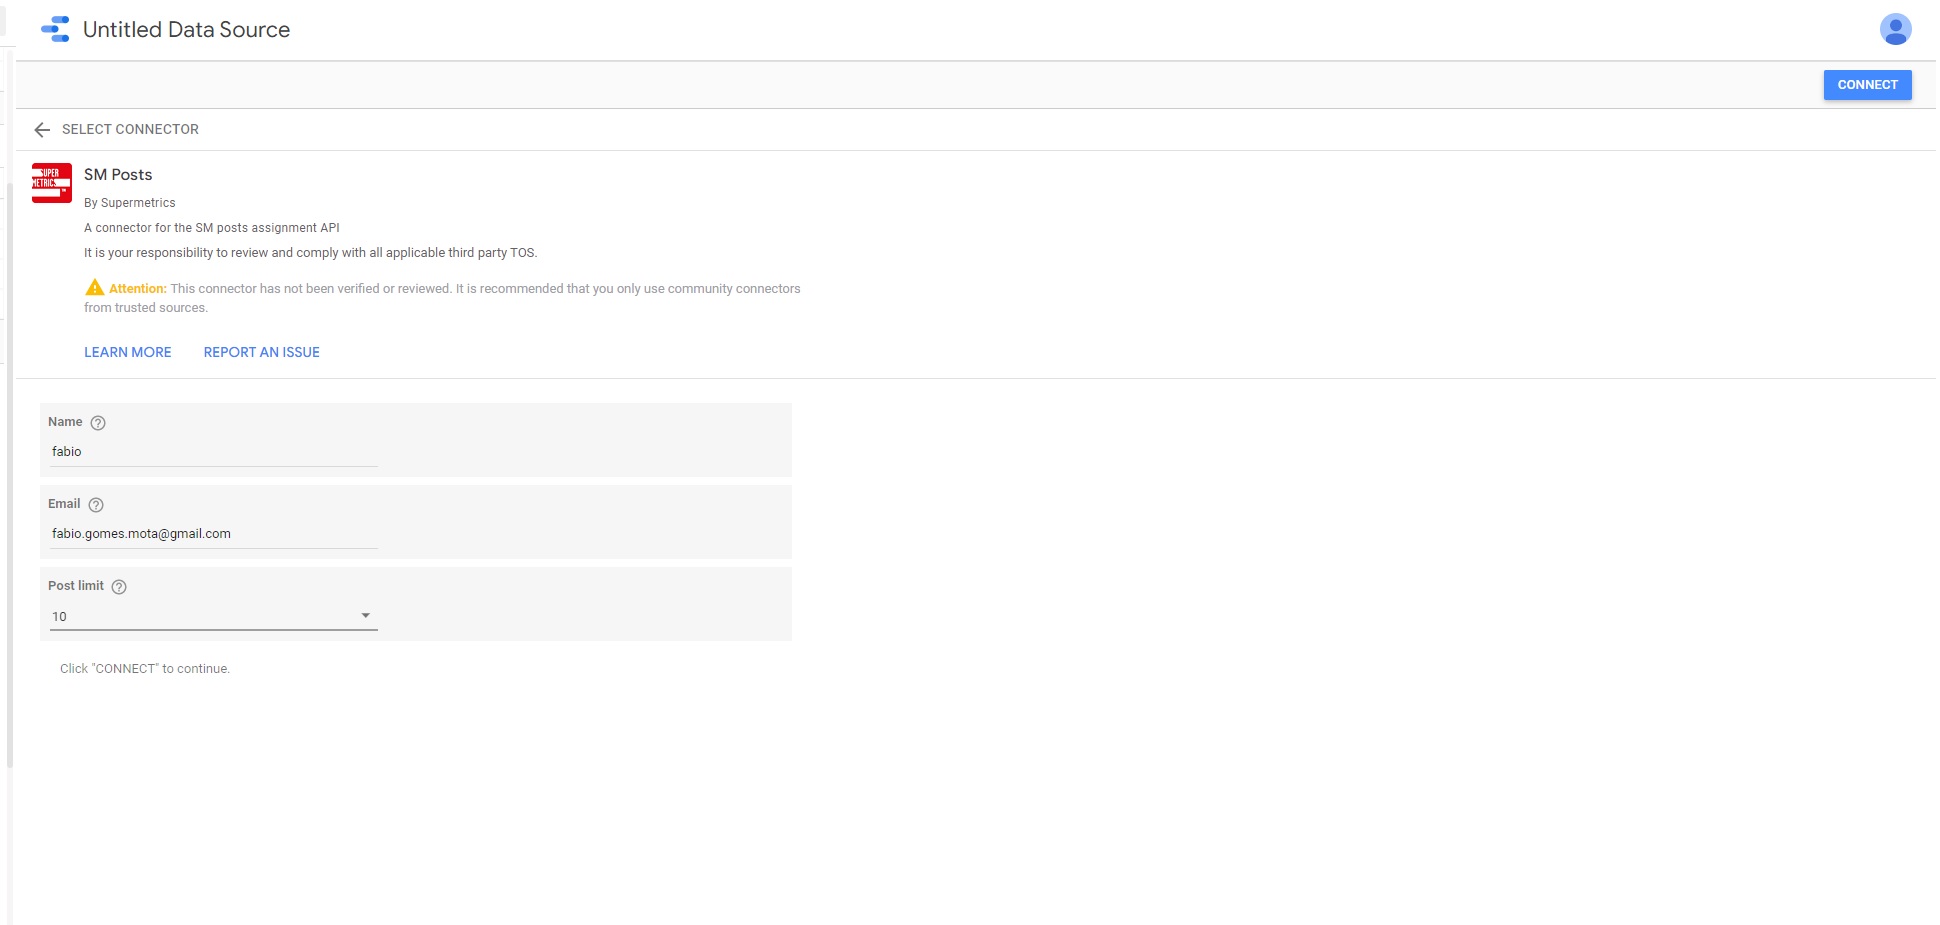 Untitled Data Source
CONNECT
SELECT CONNECTOR
SUPER
METRICS
SM Posts
By Supermetrics
A connector for the SM posts assignment API
It is your responsibility to review and comply with all applicable third party TOS.
Attention: This connector has not been verified or reviewed. It is recommended that you only use community connectors
from trusted sources.
LEARN MORE REPORT AN ISSUE
Name
fabio
Email
fabio.gomes.mota@gmail.com
Post limit
10
Click "CONNECT" to continue.